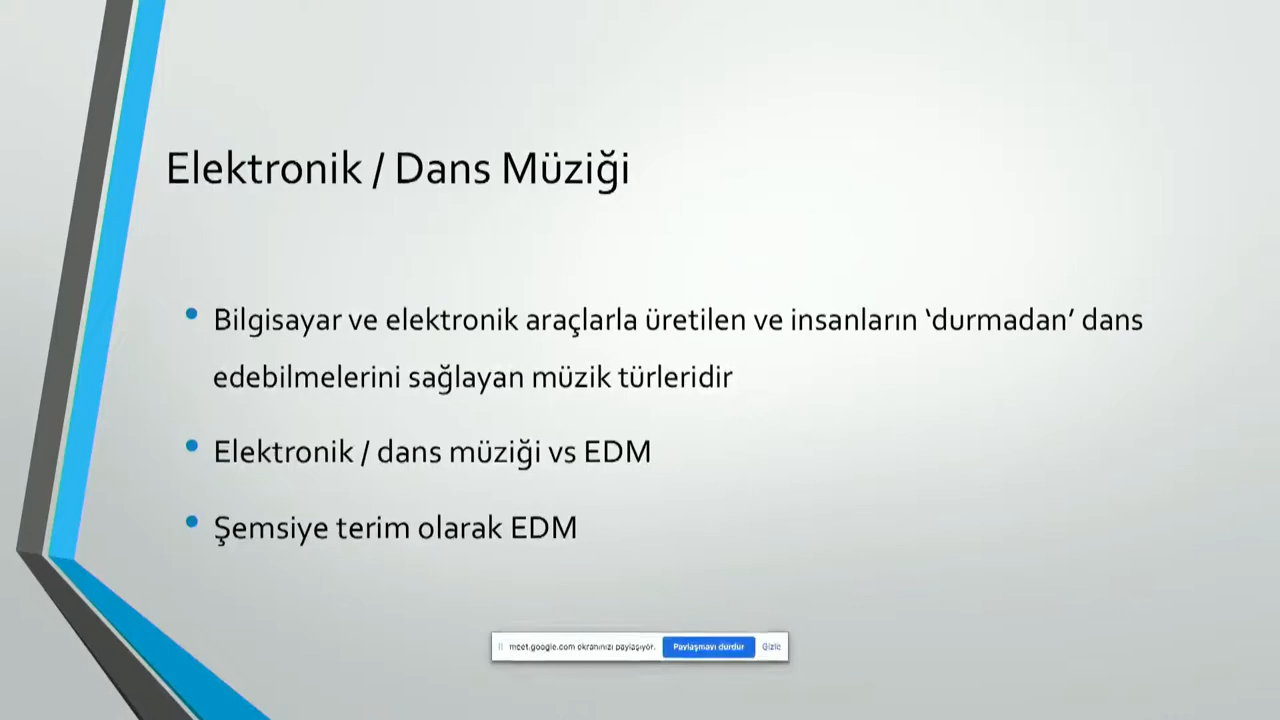 Elektronik / Dans Müziği
• Bilgisayar ve elektronik araçlarla üretilen ve insanların ‘durmadan’ dans
edebilmelerini sağlayan müzik türleridir
• Elektronik / dans müziği vs EDM
• Şemsiye terim olarak EDM
meet.google.com ekranınızı paylaşıyor. Paylaşmayı durdur Gizle